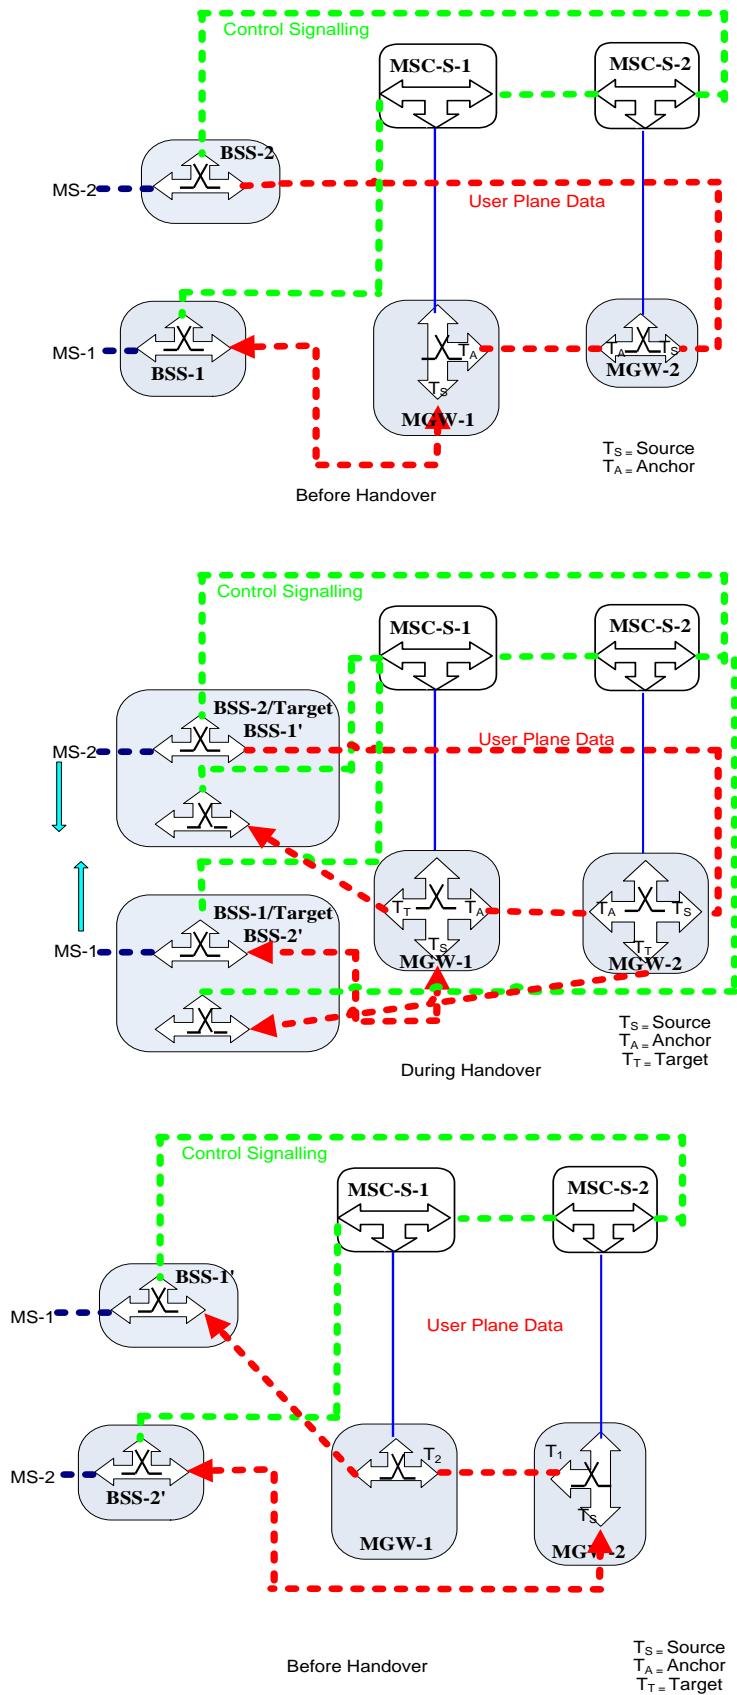 Control Signalling
MSC-S-1
MSC-S-2
BSS-2
MS-2
User Plane Data
MS-1
BSS-1
TA
TS
MGW-1
TA
TS
MGW-2
TS = Source
TA = Anchor
Before Handover
Control Signalling
MSC-S-1
MSC-S-2
BSS-2/Target
BSS-1'
MS-2
User Plane Data
BSS-1/Target
BSS-2'
MS-1
TT
TA
TS
MGW-1
TA
TS
TT
MGW-2
TS = Source
TA = Anchor
TT = Target
During Handover
Control Signalling
MSC-S-1
MSC-S-2
BSS-1'
MS-1
User Plane Data
MS-2
BSS-2'
T2
MGW-1
T1
TS
MGW-2
Before Handover
TS = Source
TA = Anchor
TT = Target